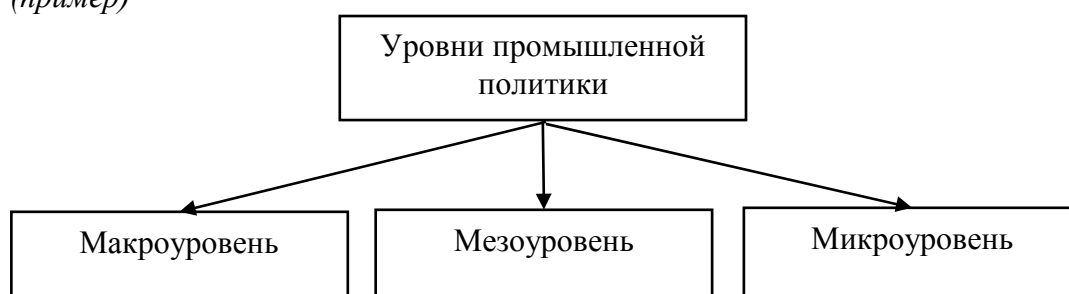 (пример)
Уровни промышленной
политики
Макроуровень
Мезоуровень
Микроуровень